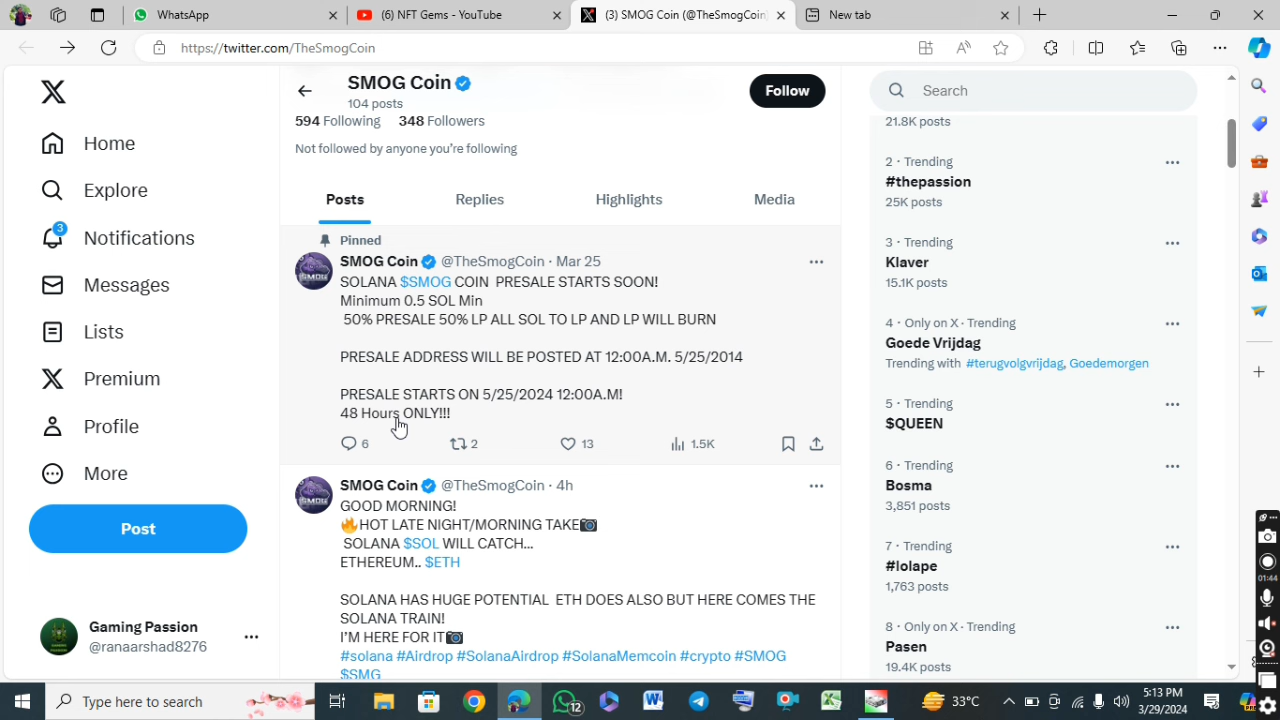 WhatsApp
(6) NFT Gems - YouTube
(3) SMOG Coin (@TheSmogCoin)
New tab
https://twitter.com/TheSmogCoin
SMOG Coin
104 posts
Follow
594 Following 348 Followers
Not followed by anyone you're following
Posts
Replies
Highlights
Media
Home
Explore
3
Notifications
Messages
Lists
Premium
Profile
More
Post
Gaming Passion
@ranaarshad8276
Pinned
SMOG Coin @TheSmogCoin · Mar 25
SOLANA $SMOG COIN PRESALE STARTS SOON!
Minimum 0.5 SOL Min
50% PRESALE 50% LP ALL SOL TO LP AND LP WILL BURN
PRESALE ADDRESS WILL BE POSTED AT 12:00A.M. 5/25/2014
PRESALE STARTS ON 5/25/2024 12:00A.M!
48 Hours ONLY!!!
6
2
13
1.5K
SMOG Coin @TheSmogCoin · 4h
GOOD MORNING!
🔥HOT LATE NIGHT/MORNING TAKE📷
SOLANA $SOL WILL CATCH...
ETHEREUM.. $ETH
SOLANA HAS HUGE POTENTIAL ETH DOES ALSO BUT HERE COMES THE
SOLANA TRAIN!
I'M HERE FOR IT📷
#solana #Airdrop #SolanaAirdrop #SolanaMemcoin #crypto #SMOG
$SMG
Search
21.8K posts
2 · Trending
#thepassion
25K posts
3 · Trending
Klaver
15.1K posts
4 · Only on X · Trending
Goede Vrijdag
Trending with #terugvolgvrijdag, Goedemorgen
5 · Trending
$QUEEN
6 · Trending
Bosma
3,851 posts
7 · Trending
#lolape
1,763 posts
8 · Only on X · Trending
Pasen
19.4K posts
01:44
Type here to search
12
33°C
5:13 PM
3/29/2024